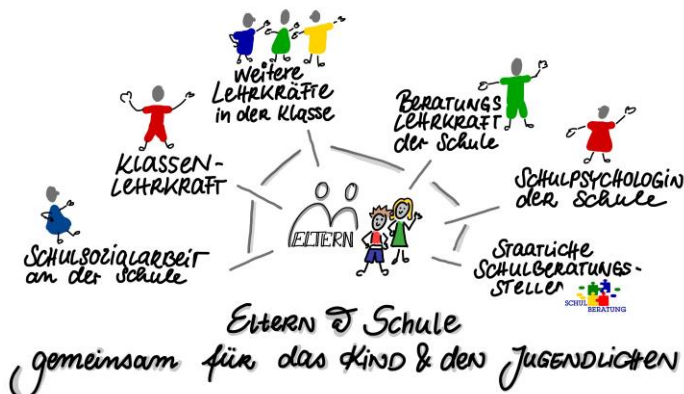 Weitere
Lehrkräfte
in der Klasse
Beratungs
Lehrkraft
der Schule
Klassen-
Lehrkraft
Schulpsychologin
der Schule
Eltern
Schulsozialarbeit
an der Schule
Staatliche
Schulberatungs-
stellen
SCHUL
BERATUNG
Eltern & Schule
gemeinsam für das Kind & den Jugendlichen